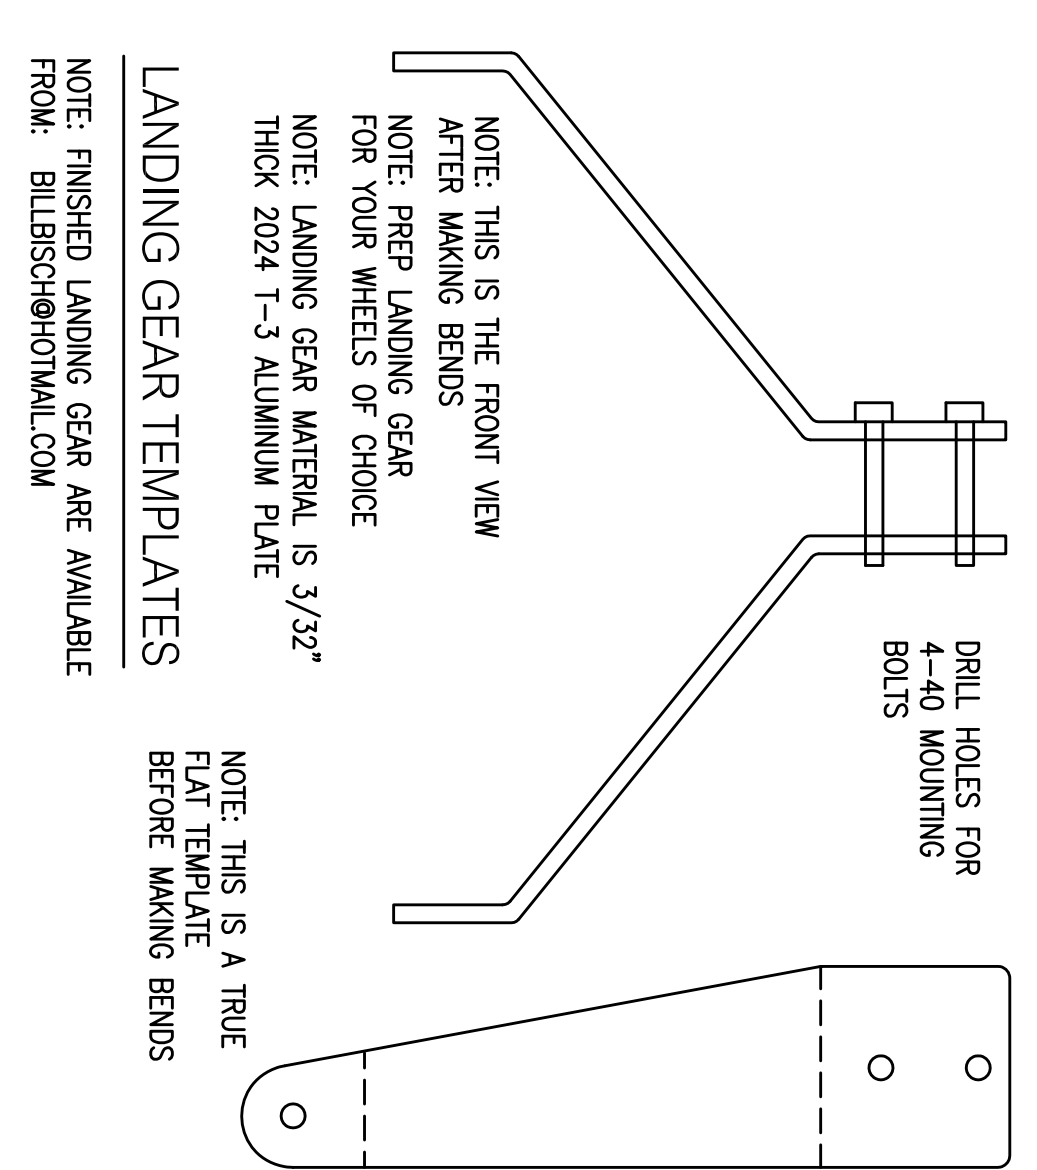 DRILL HOLES FOR
4-40 MOUNTING
BOLTS
NOTE: THIS IS THE FRONT VIEW
AFTER MAKING BENDS
NOTE: PREP LANDING GEAR
FOR YOUR WHEELS OF CHOICE
NOTE: LANDING GEAR MATERIAL IS 3/32”
THICK 2024 T-3 ALUMINUM PLATE
NOTE: THIS IS A TRUE
FLAT TEMPLATE
BEFORE MAKING BENDS
LANDING GEAR TEMPLATES
NOTE: FINISHED LANDING GEAR ARE AVAILABLE
FROM: BILLBISCH@HOTMAIL.COM